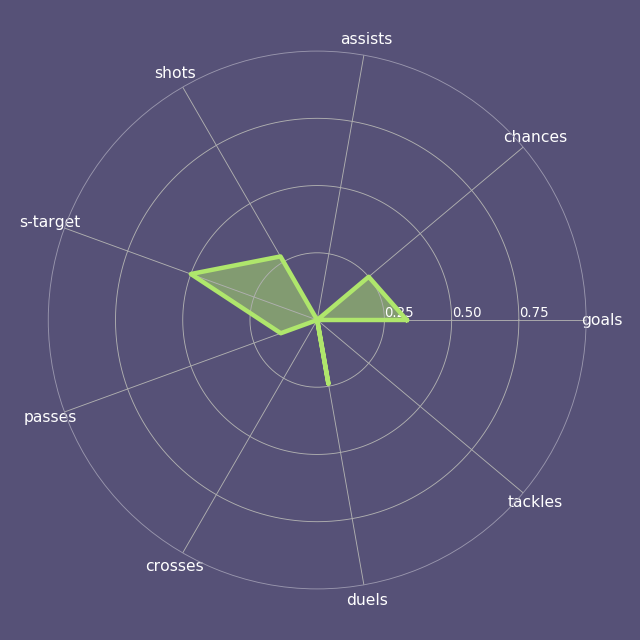 assists
shots
chances
s-target
0.25
0.50
0.75
goals
passes
tackles
crosses
duels